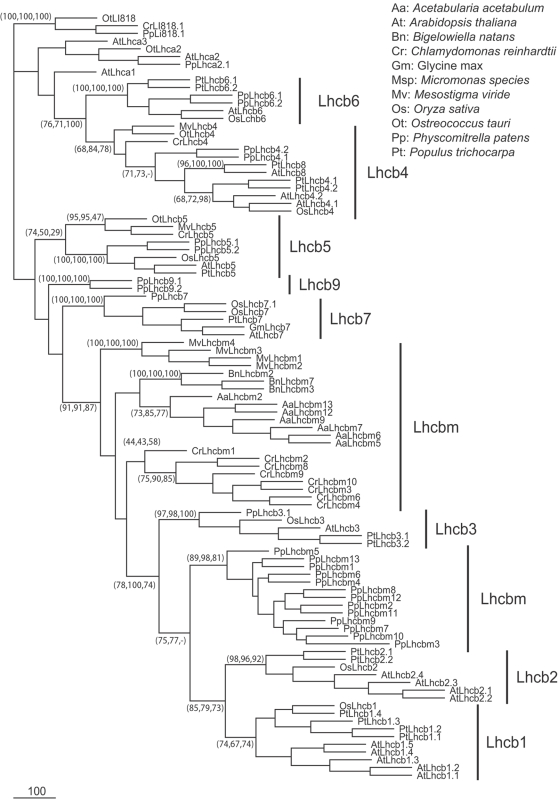 (100,100,100)
OtLI818
CrLI818.1
PpLi818.1
AtLhca3
OtLhca2
AtLhca2
PpLhca2.1
AtLhca1
(100,100,100)
PtLhcb6.1
PtLhcb6.2
PpLhcb6.1
PpLhcb6.2
AtLhcb6
OsLchb6
Lhcb6
(76,71,100)
MvLhcb4
OtLhcb4
CrLhcb4
(68,84,78)
PpLhcb4.2
PpLhcb4.1
(71,73,-)
(96,100,100)
PtLhcb8
AtLhcb8
PtLhcb4.1
PtLhcb4.2
(68,72,98)
AtLhcb4.2
AtLhcb4.1
OsLhcb4
Lhcb4
(95,95,47)
OtLhcb5
MvLhcb5
CrLhcb5
(74,50,29)
PpLhcb5.1
PpLhcb5.2
(100,100,100)
OsLhcb5
AtLhcb5
PtLhcb5
Lhcb5
(100,100,100)
PpLhcb9.1
PpLhcb9.2
Lhcb9
(100,100,100)
PpLhcb7
OsLhcb7.1
OsLhcb7
PtLhcb7
GmLhcb7
AtLhcb7
Lhcb7
(100,100,100)
MvLhcbm4
MvLhcbm3
MvLhcbm1
MvLhcbm2
(100,100,100)
BnLhcbm2
BnLhcbm7
BnLhcbm3
(91,91,87)
AaLhcbm2
(73,85,77)
AaLhcbm13
AaLhcbm12
AaLhcbm9
AaLhcbm7
AaLhcbm6
AaLhcbm5
(44,43,58)
CrLhcbm1
CrLhcbm2
CrLhcbm8
(75,90,85)
CrLhcbm9
CrLhcbm10
CrLhcbm3
CrLhcbm6
CrLhcbm4
Lhcbm
(97,98,100)
PpLhcb3.1
OsLhcb3
AtLhcb3
PtLhcb3.1
PtLhcb3.2
Lhcb3
(78,100,74)
(89,98,81)
PpLhcbm5
PpLhcbm13
PpLhcbm1
PpLhcbm6
PpLhcbm4
PpLhcbm8
PpLhcbm12
PpLhcbm2
PpLhcbm11
PpLhcbm9
PpLhcbm7
PpLhcbm10
PpLhcbm3
Lhcbm
(75,77,-)
(98,96,92)
PtLhcb2.1
PtLhcb2.2
OsLhcb2
AtLhcb2.4
AtLhcb2.3
AtLhcb2.1
AtLhcb2.2
Lhcb2
(85,79,73)
OsLhcb1
PtLhcb1.4
PtLhcb1.3
PtLhcb1.2
PtLhcb1.1
(74,67,74)
AtLhcb1.5
AtLhcb1.4
AtLhcb1.3
AtLhcb1.2
AtLhcb1.1
Lhcb1
100
Aa: Acetabularia acetabulum
At: Arabidopsis thaliana
Bn: Bigelowiella natans
Cr: Chlamydomonas reinhardtii
Gm: Glycine max
Msp: Micromonas species
Mv: Mesostigma viride
Os: Oryza sativa
Ot: Ostreococcus tauri
Pp: Physcomitrella patens
Pt: Populus trichocarpa